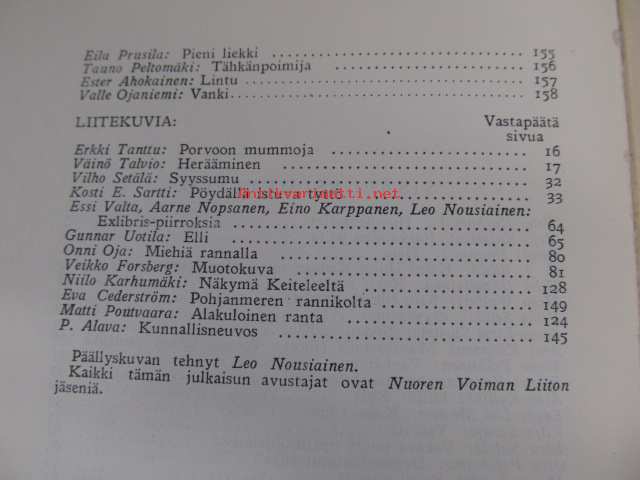 Eila Prusila: Pieni liekki 155
Tauno Peltomäki: Tähkänpoimija 156
Ester Ahokainen: Lintu 157
Valle Ojaniemi: Vanki 158
LIITEKUVIA: Vastapäätä
sivua
Erkki Tanttu: Porvoon mummoja 16
Väinö Talvio: Herääminen 17
Vilho Setälä: Syyssumu 32
Kosti E. Sartti: Pöydällä istuva tyttö 33
Essi Valta, Aarne Nopsanen, Eino Karppanen, Leo Nousiainen:
Exlibris-piirroksia 64
Gunnar Uotila: Elli 65
Onni Oja: Miehiä rannalla 80
Veikko Forsberg: Muotokuva 81
Niilo Karhumäki: Näkymä Keiteleeltä 128
Eva Cederström: Pohjanmeren rannikolta 149
Matti Poutvaara: Alakuloinen ranta 124
P. Alava: Kunnallisneuvos 145
Päällyskuvan tehnyt Leo Nousiainen.
Kaikki tämän julkaisun avustajat ovat Nuoren Voiman Liiton
jäseniä.